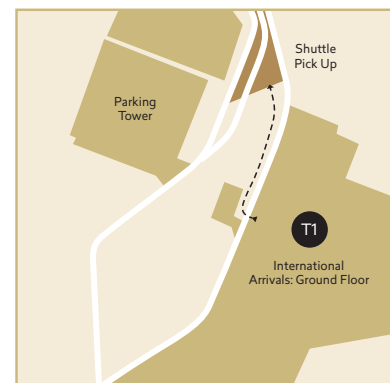 Shuttle
Pick Up
Parking
Tower
T1
International
Arrivals: Ground Floor